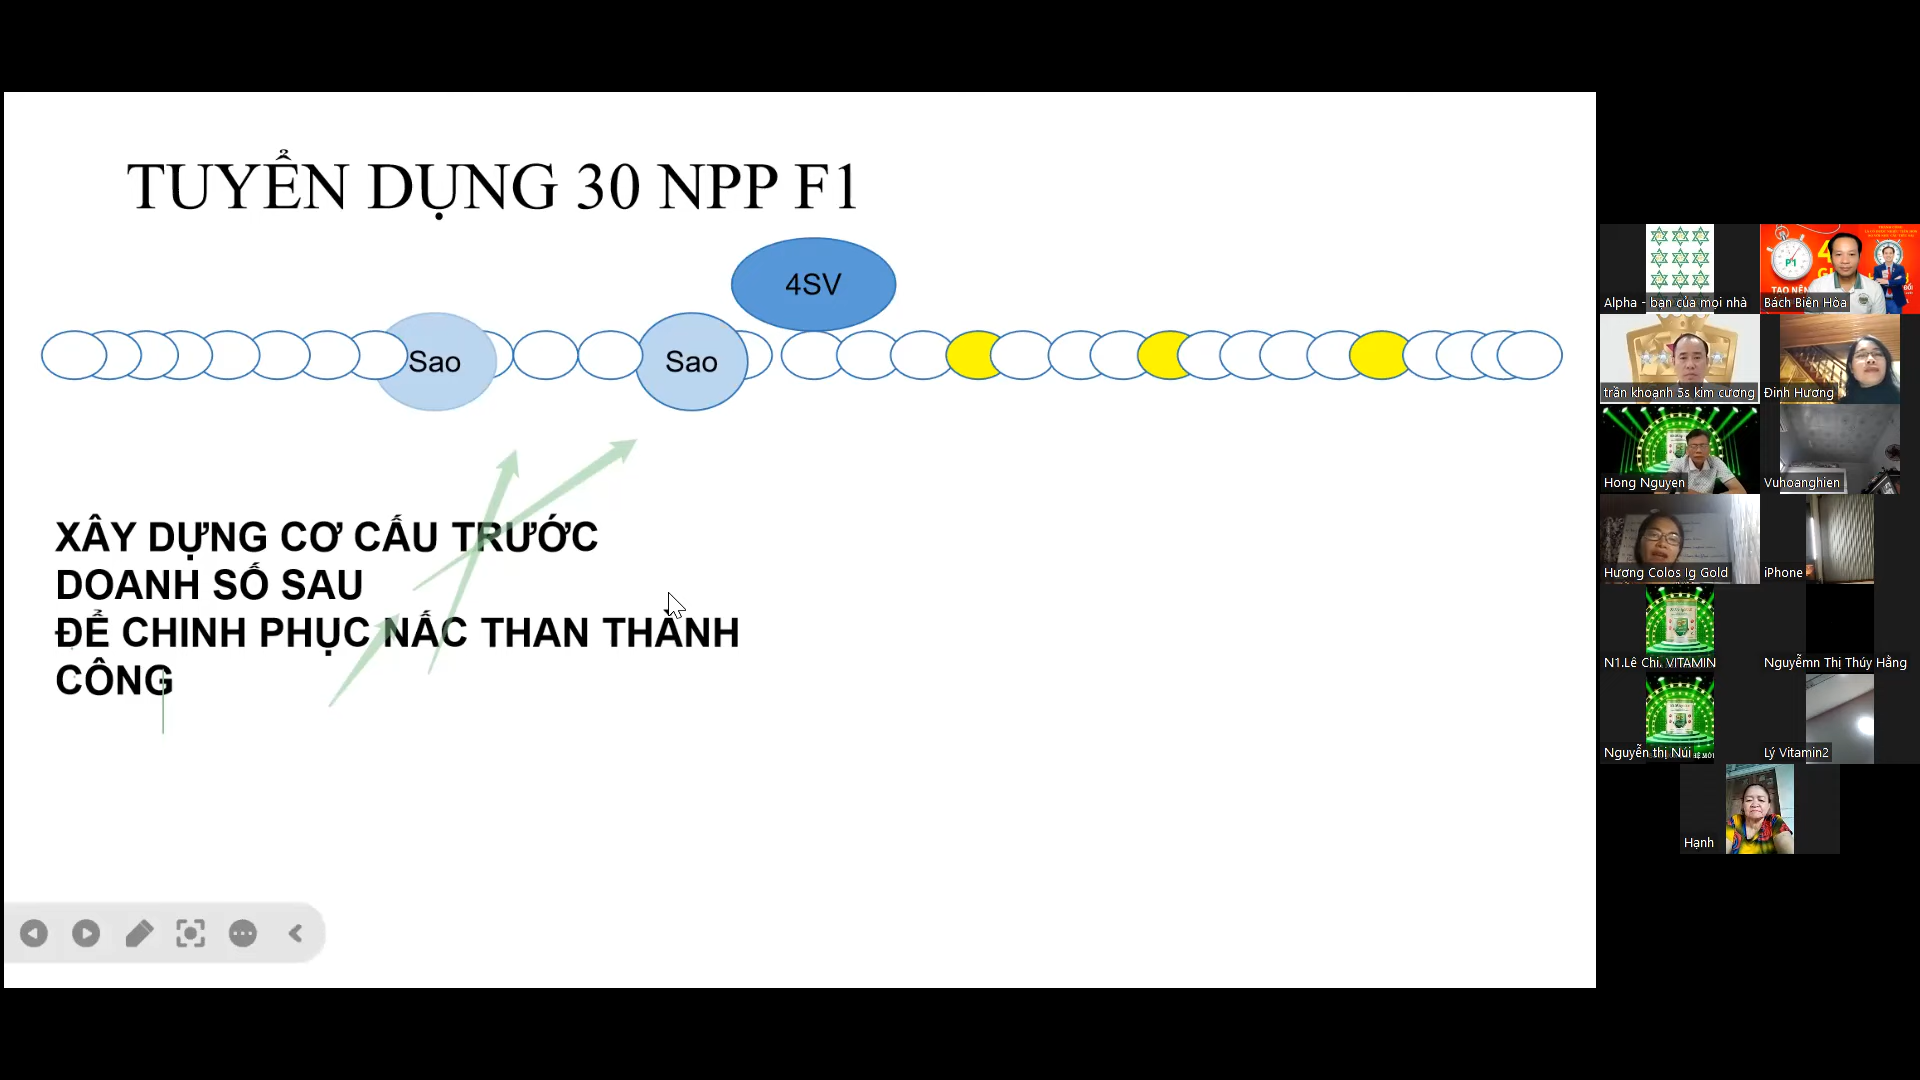 TUYỂN DỤNG 30 NPP F1
4SV
Sao
Sao
XÂY DỰNG CƠ CẤU TRƯỚC
DOANH SỐ SAU
ĐỂ CHINH PHỤC NẤC THAN THÀNH
CÔNG
Alpha - bạn của mọi nhà
Bách Biên Hòa
trần khoạnh 5s kim cương
Đinh Hương
Hong Nguyen
Vuhoanghien
Hương Colos Ig Gold
iPhone
N1.Lê Chi. VITAMIN
Nguyễmn Thị Thúy Hằng
Nguyễn thị Núi
Lý Vitamin2
Hạnh